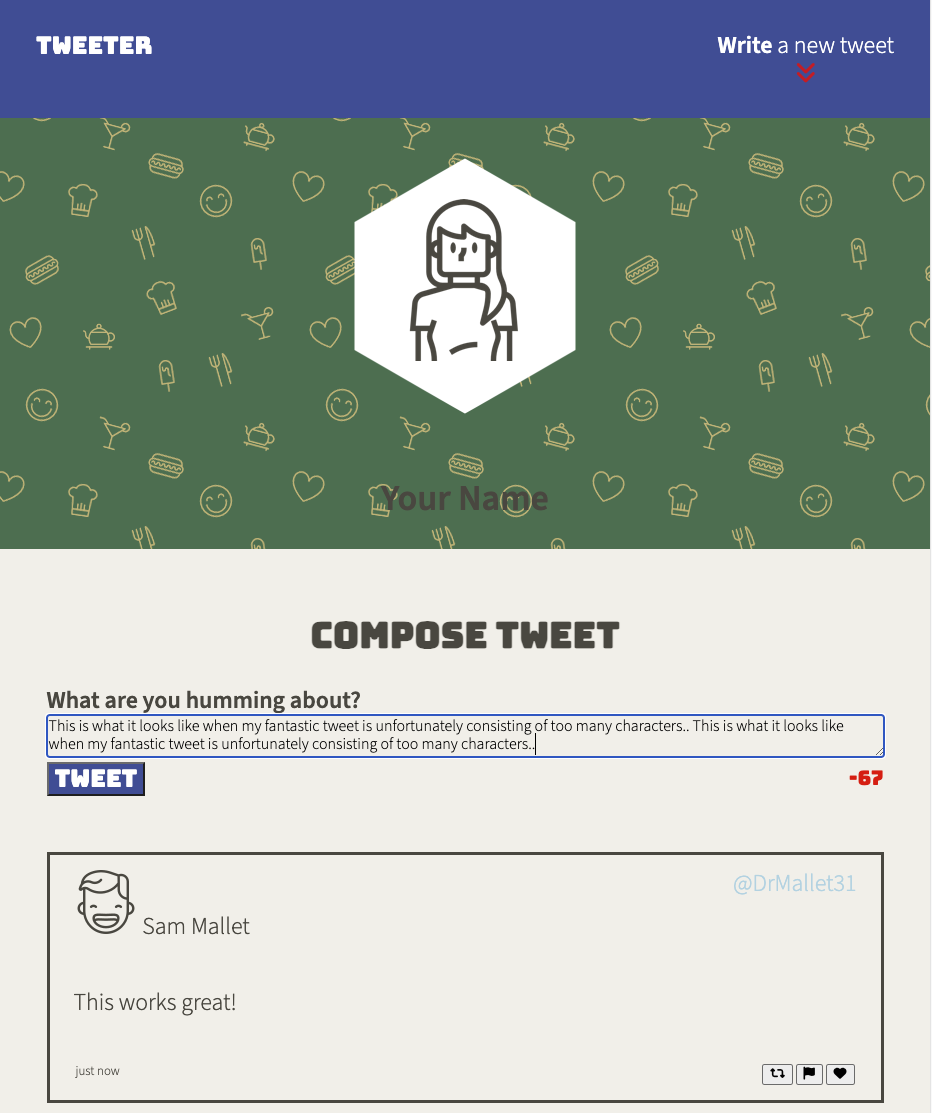 TWEETER
Write a new tweet
Your Name
COMPOSE TWEET
What are you humming about?
This is what it looks like when my fantastic tweet is unfortunately consisting of too many characters.. This is what it looks like
when my fantastic tweet is unfortunately consisting of too many characters..
TWEET
-67
@DrMallet31
Sam Mallet
This works great!
just now